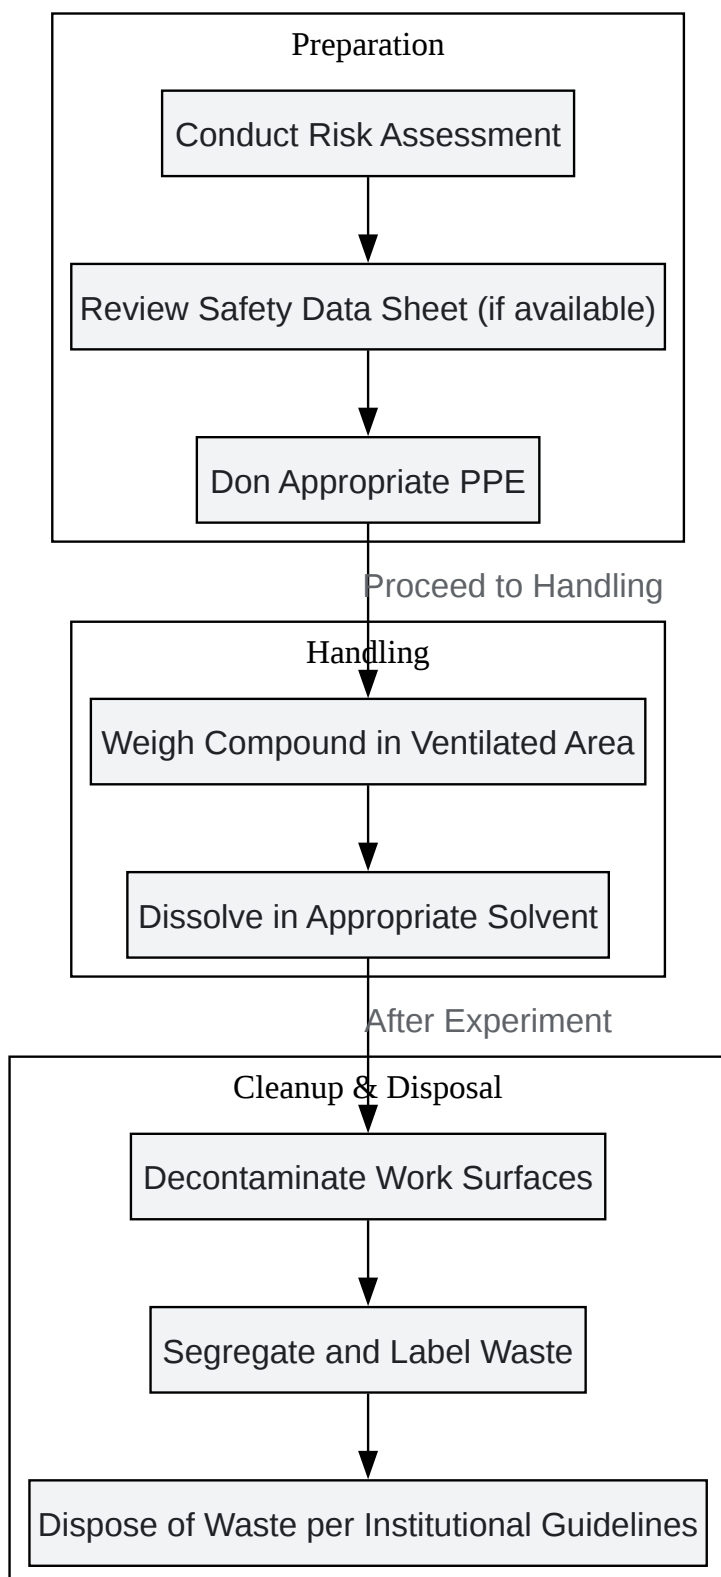 Preparation
Conduct Risk Assessment
Review Safety Data Sheet (if available)
Don Appropriate PPE
Proceed to Handling
Handling
Weigh Compound in Ventilated Area
Dissolve in Appropriate Solvent
After Experiment
Cleanup & Disposal
Decontaminate Work Surfaces
Segregate and Label Waste
Dispose of Waste per Institutional Guidelines